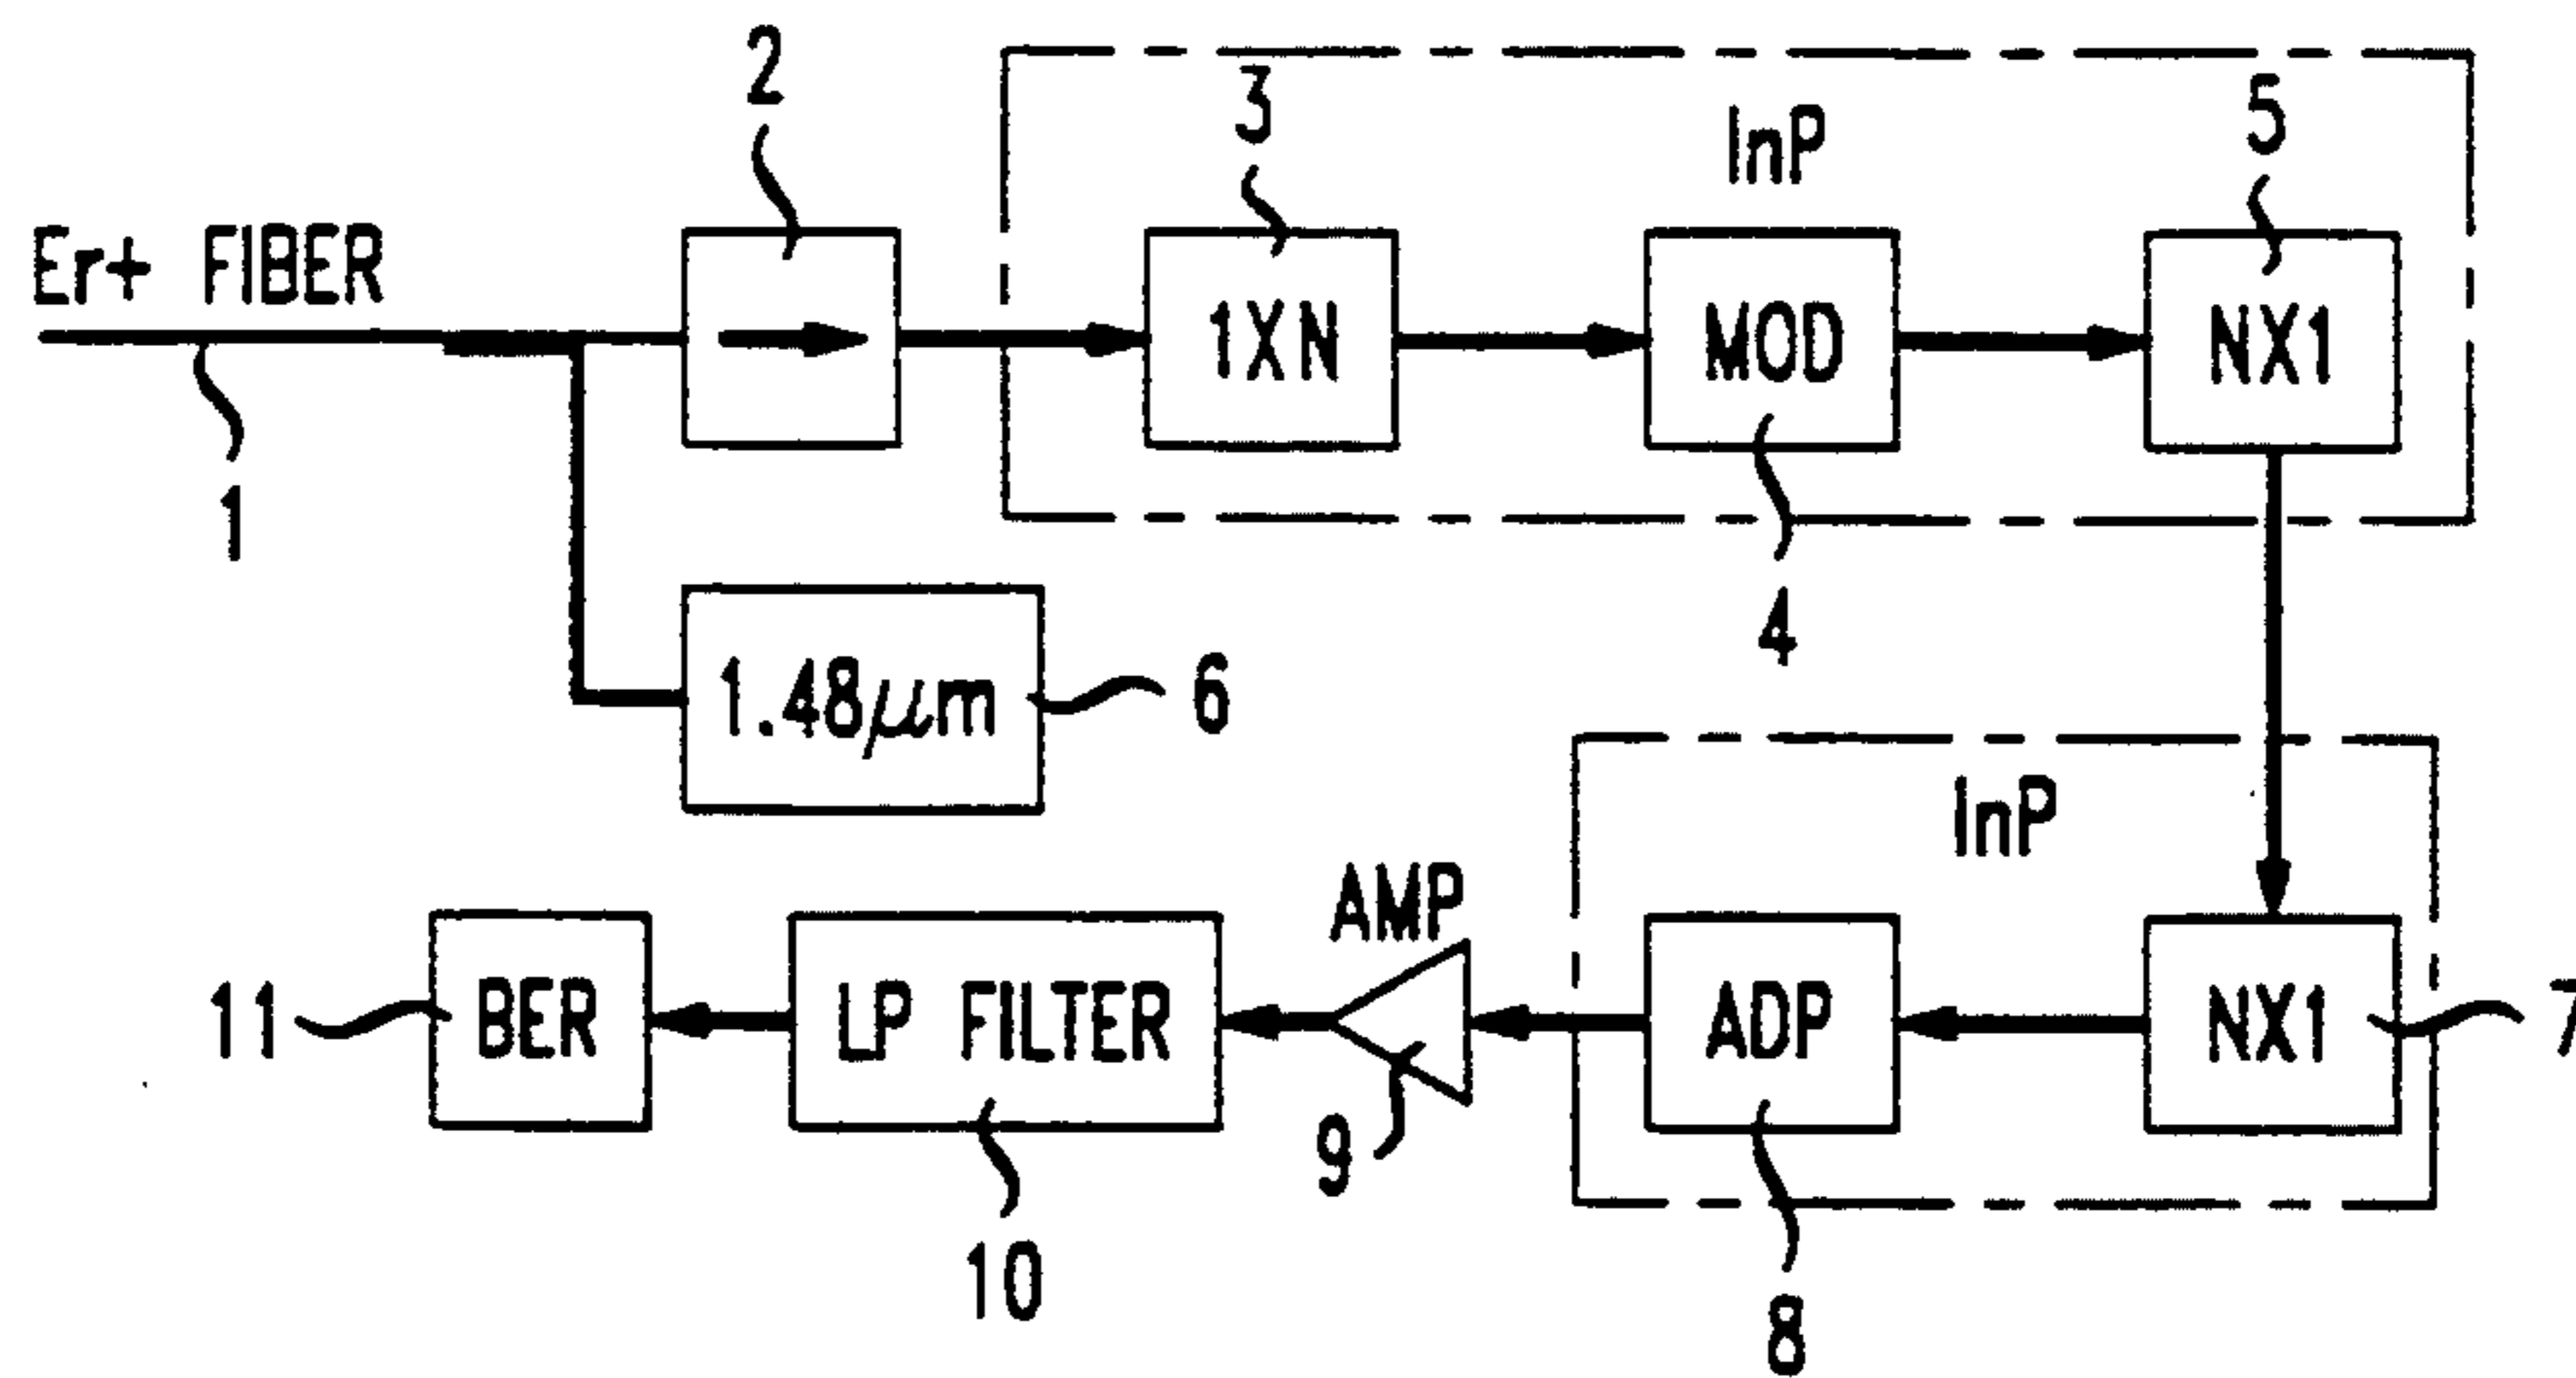 2
3
InP
5
Er+ FIBER
1XN
MOD
NX1
1
4
1.48μm
6
InP
AMP
11
BER
LP FILTER
ADP
NX1
7
9
10
8